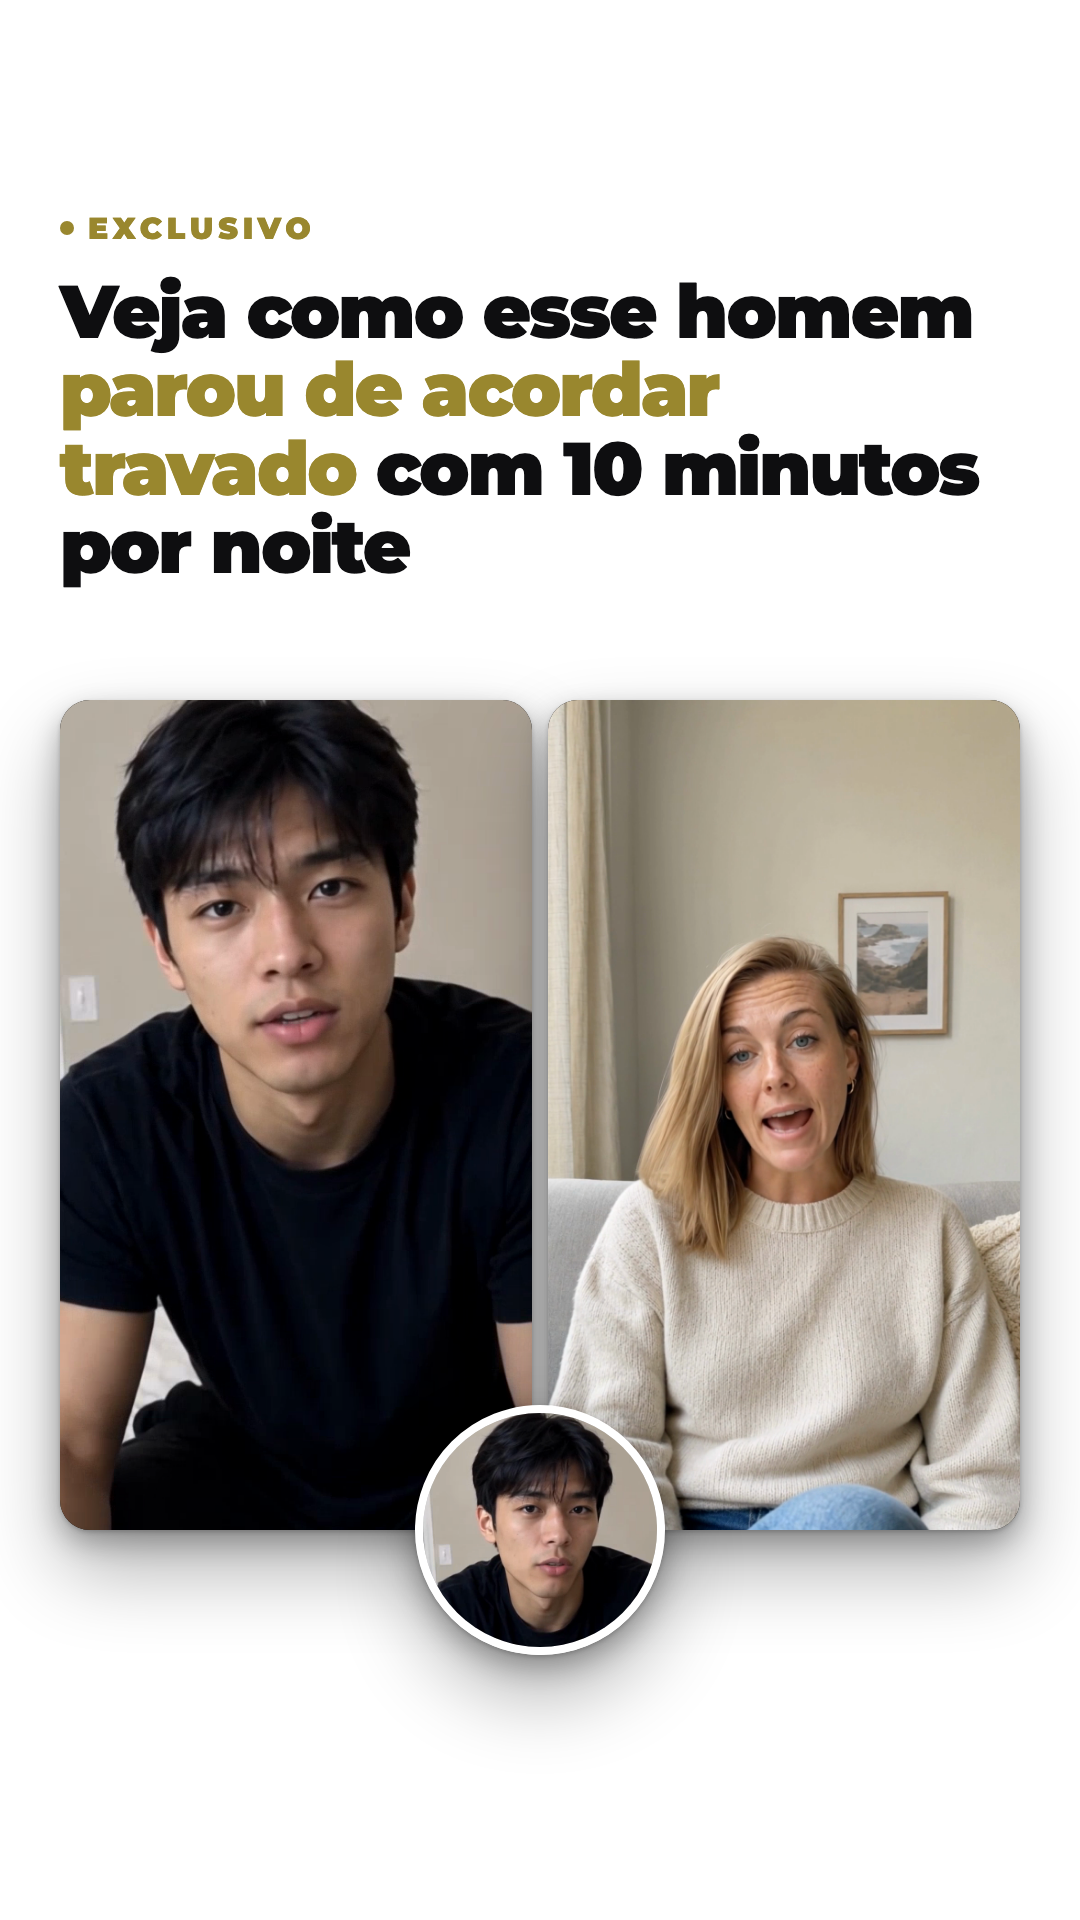 • EXCLUSIVO
Veja como esse homem
parou de acordar
travado com 10 minutos
por noite